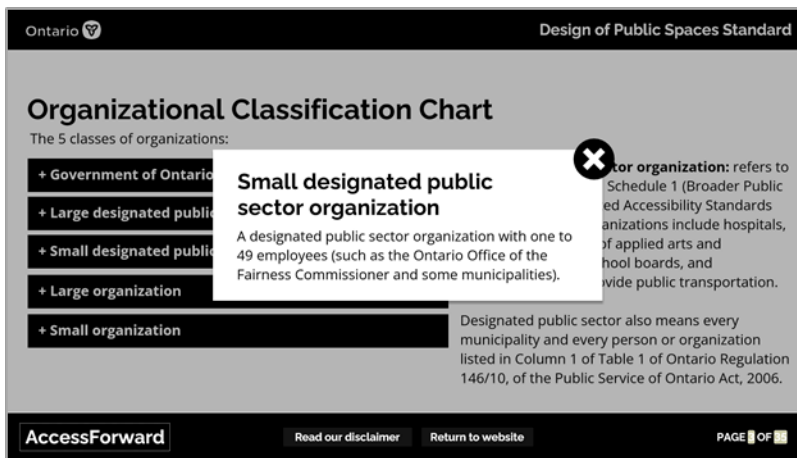 Ontario
Design of Public Spaces Standard
Organizational Classification Chart
The 5 classes of organizations:
+ Government of Ontario
+ Large designated public
+ Small designated public
+ Large organization
+ Small organization
Small designated public
sector organization
A designated public sector organization with one to
49 employees (such as the Ontario Office of the
Fairness Commissioner and some municipalities).
organization: refers to
Schedule 1 (Broader Public
Accessibility Standards
include hospitals,
of applied arts and
boards, and
public transportation.
Designated public sector also means every
municipality and every person or organization
listed in Column 1 of Table 1 of Ontario Regulation
146/10, of the Public Service of Ontario Act, 2006.
AccessForward
Read our disclaimer
Return to website
PAGE 3 OF 35